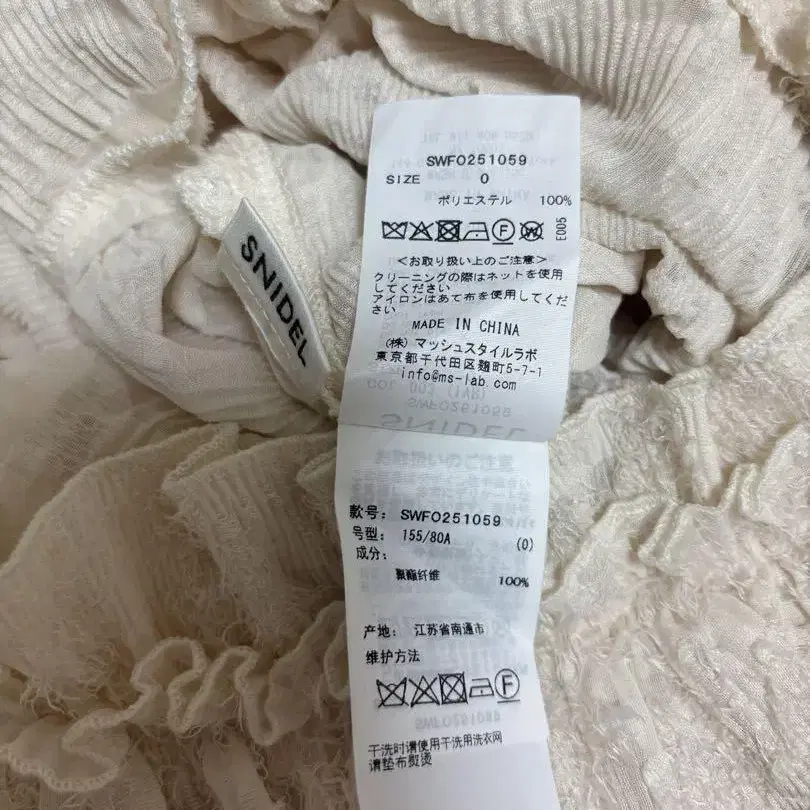 SNIDEL
SWFO251059
SIZE 0
ポリエステル 100%
F
W
E005
<お取り扱い上のご注意>
クリーニングの際はネットを使用
してください
アイロンはあて布を使用してくだ
さい
MADE IN CHINA
(株)マッシュスタイルラボ
東京都千代田区麹町5-7-1
info@ms-lab.com
款号: SWFO251059
号型: 155/80A (0)
成分:
聚酯纤维 100%
产地: 江苏省南通市
维护方法
F
干洗时请使用干洗用洗衣网
请垫布熨烫